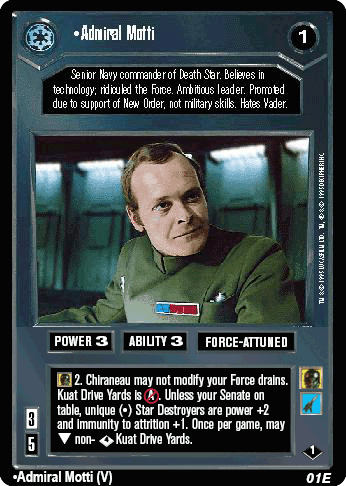 •Admiral Motti
1
Senior Navy commander of Death Star. Believes in
technology; ridiculed the Force. Ambitious leader. Promoted
due to support of New Order, not military skills. Hates Vader.
POWER 3
ABILITY 3
FORCE-ATTUNED
2. Chiraneau may not modify your Force drains.
Kuat Drive Yards is A. Unless your Senate on
table, unique (•) Star Destroyers are power +2
and immunity to attrition +1. Once per game, may
▼ non- Kuat Drive Yards.
3
5
1
•Admiral Motti (V)
01E